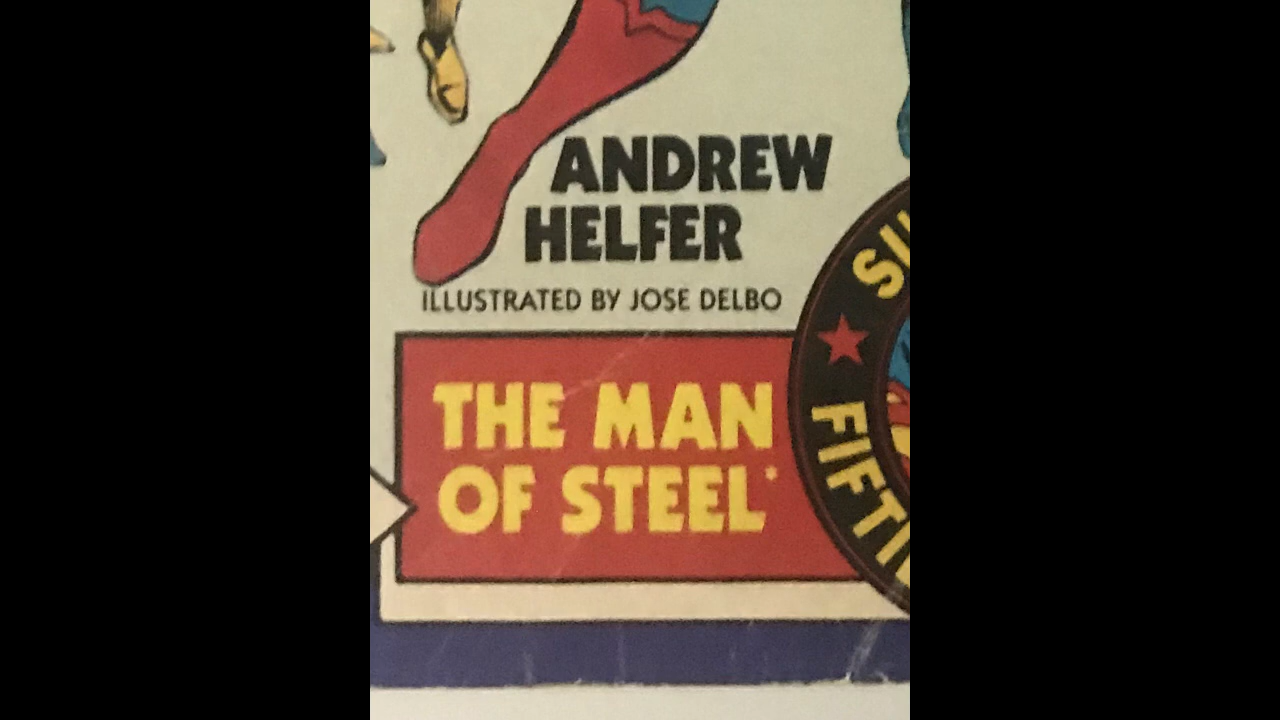 ANDREW
HELFER
ILLUSTRATED BY JOSE DELBO
THE MAN
OF STEEL